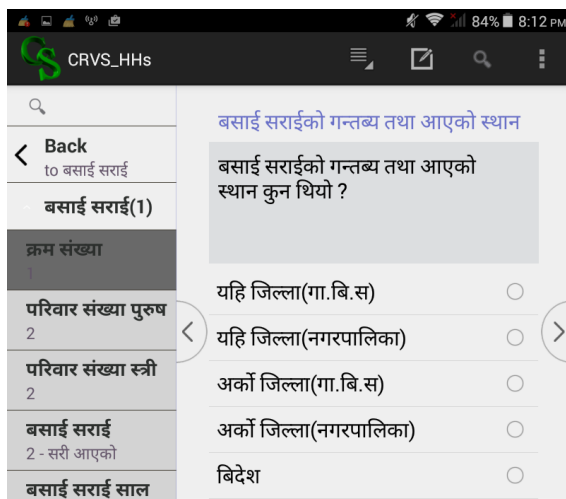 84% 8:12 PM
CS CRVS_HHs
Back
to बसाई सराई
बसाई सराई(1)
क्रम संख्या
1
परिवार संख्या पुरुष
2
परिवार संख्या स्त्री
2
बसाई सराई
2 - सरी आएको
बसाई सराई साल
बसाई सराईको गन्तब्य तथा आएको स्थान
बसाई सराईको गन्तब्य तथा आएको
स्थान कुन थियो ?
यहि जिल्ला(गा.बि.स)
यहि जिल्ला(नगरपालिका)
अर्को जिल्ला(गा.बि.स)
अर्को जिल्ला(नगरपालिका)
बिदेश